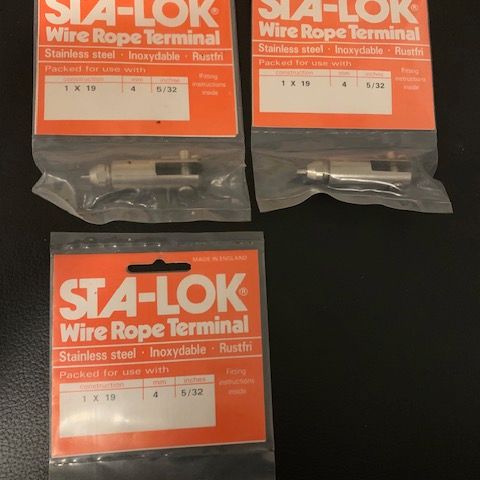 STA-LOK®
Wire Rope Terminal
Stainless steel · Inoxydable · Rustfri
Packed for use with
construction mm inches
1 X 19 4 5/32
Fitting
instructions
inside
STA-LOK®
Wire Rope Terminal
Stainless steel · Inoxydable · Rustfri
Packed for use with
construction mm inches
1 X 19 4 5/32
Fitting
instructions
inside
MADE IN ENGLAND
STA-LOK®
Wire Rope Terminal
Stainless steel · Inoxydable · Rustfri
Packed for use with
construction mm inches
1 X 19 4 5/32
Fitting
instructions
inside